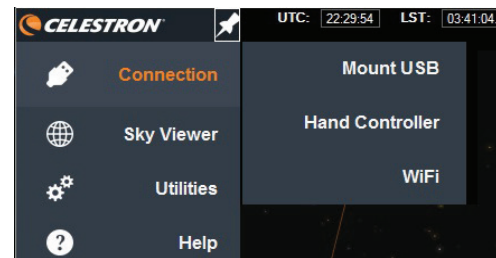 CELESTRON
UTC: 22:29:54 LST: 03:41:04
Connection
Mount USB
Sky Viewer
Hand Controller
WiFi
Utilities
? Help